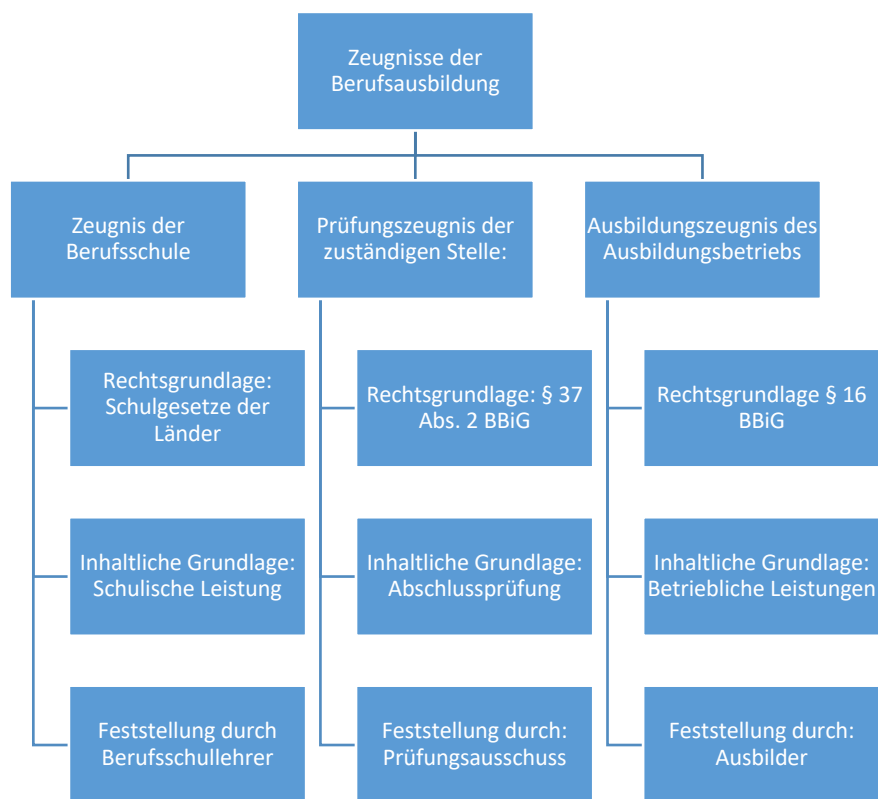 Zeugnisse der
Berufsausbildung
Zeugnis der
Berufsschule
Prüfungszeugnis der
zuständigen Stelle:
Ausbildungszeugnis des
Ausbildungsbetriebs
Rechtsgrundlage:
Schulgesetze der
Länder
Rechtsgrundlage: § 37
Abs. 2 BBiG
Rechtsgrundlage § 16
BBiG
Inhaltliche Grundlage:
Schulische Leistung
Inhaltliche Grundlage:
Abschlussprüfung
Inhaltliche Grundlage:
Betriebliche Leistungen
Feststellung durch
Berufsschullehrer
Feststellung durch:
Prüfungsausschuss
Feststellung durch:
Ausbilder